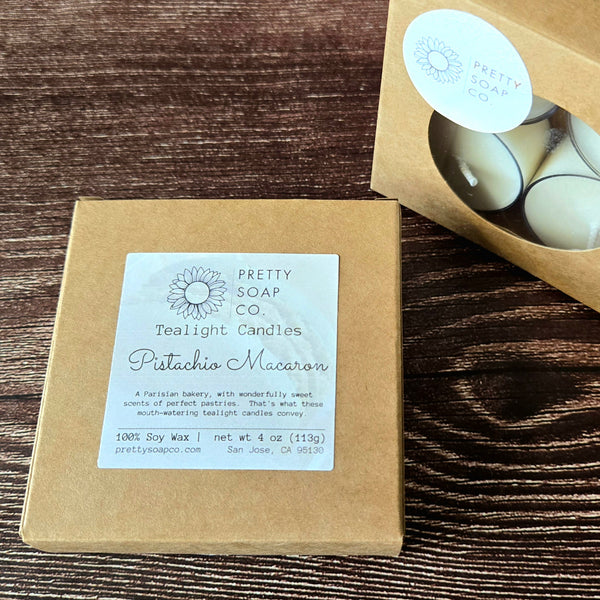 PRETTY
SOAP
CO.
PRETTY
SOAP
CO.
Tealight Candles
Pistachio Macaron
A Parisian bakery, with wonderfully sweet
scents of perfect pastries. That's what these
mouth-watering tealight candles convey.
100% Soy Wax | net wt 4 oz (113g)
prettysoapco.com San Jose, CA 95130